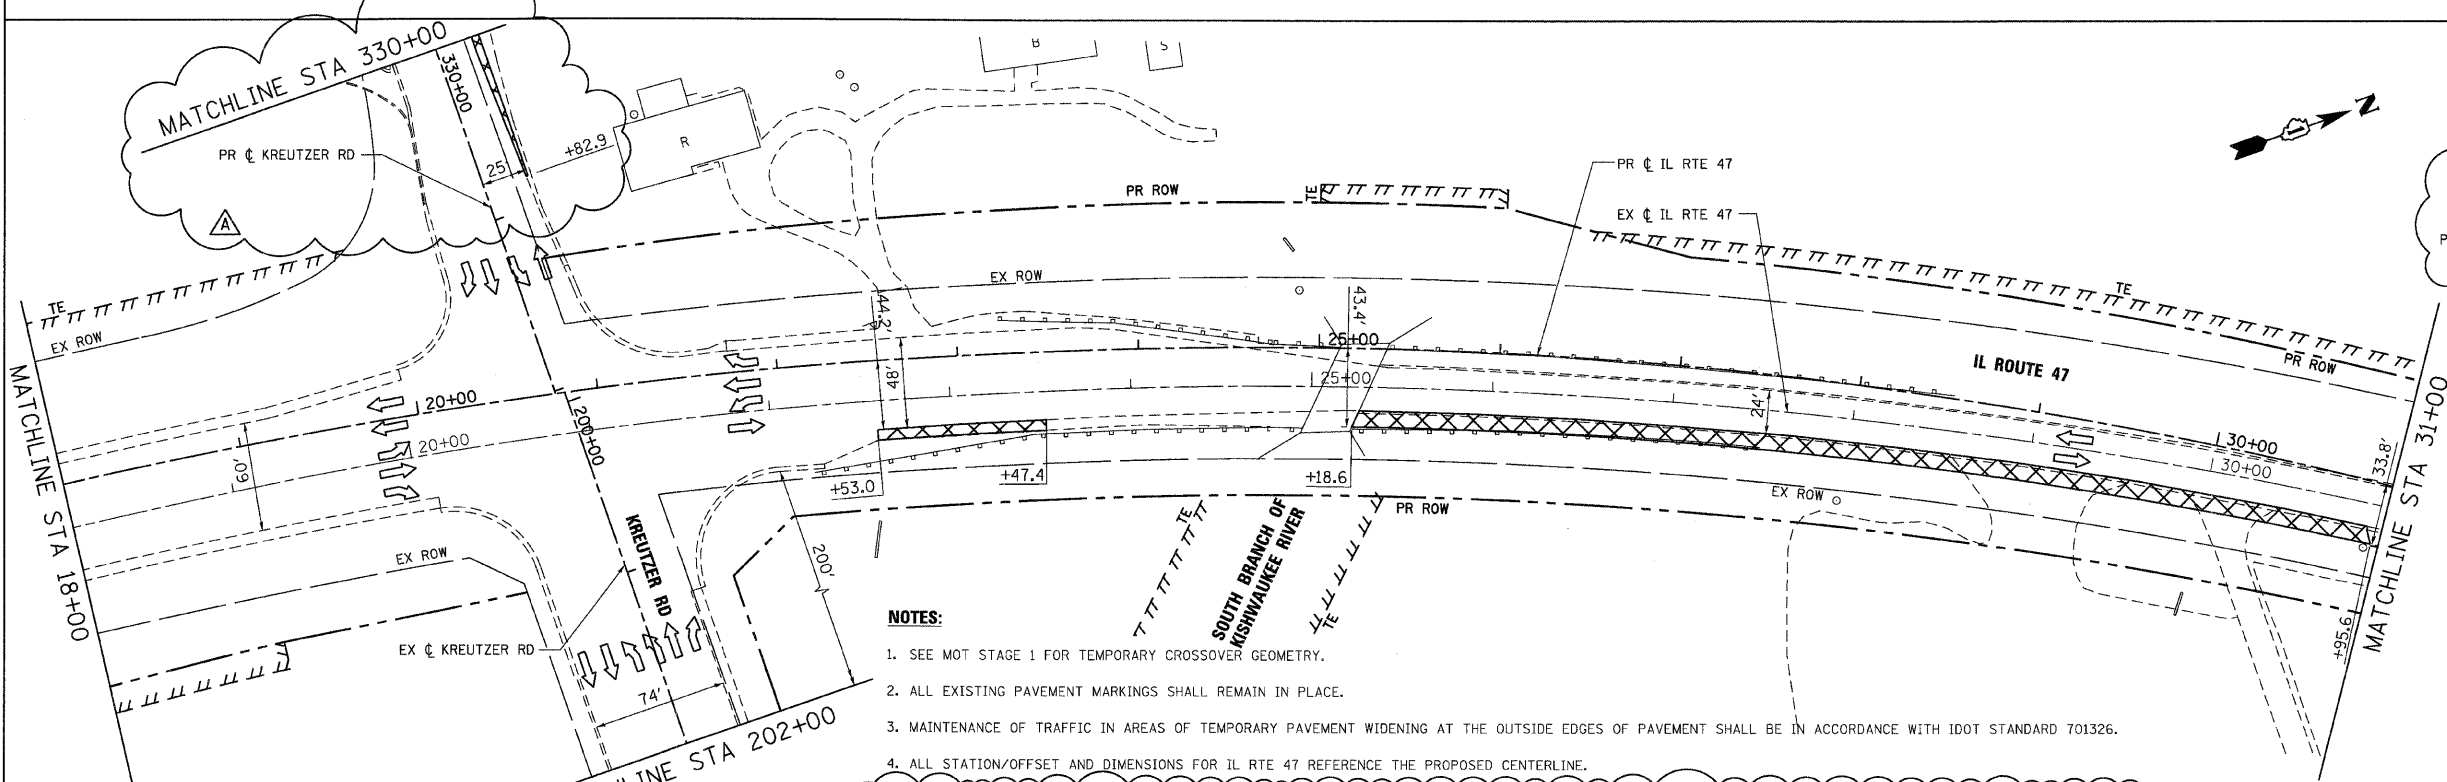 MATCHLINE STA 330+00
330+00
PR ℄ KREUTZER RD
25'
+82.9
R
B
S
A
PR ROW
TE
PR ℄ IL RTE 47
EX ℄ IL RTE 47
N
TE
EX ROW
EX ROW
TE
PR ROW
IL ROUTE 47
MATCHLINE STA 18+00
20+00
20+00
60'
200+00
44.2'
48'
43.4'
25+00
25+00
24'
30+00
30+00
33.8'
MATCHLINE STA 31+00
+95.6
+53.0
+47.4
+18.6
EX ROW
PR ROW
EX ROW
KREUTZER RD
EX ℄ KREUTZER RD
74'
200'
TE
SOUTH BRANCH OF
KISHWAUKEE RIVER
TE
LINE STA 202+00
NOTES:
1. SEE MOT STAGE 1 FOR TEMPORARY CROSSOVER GEOMETRY.
2. ALL EXISTING PAVEMENT MARKINGS SHALL REMAIN IN PLACE.
3. MAINTENANCE OF TRAFFIC IN AREAS OF TEMPORARY PAVEMENT WIDENING AT THE OUTSIDE EDGES OF PAVEMENT SHALL BE IN ACCORDANCE WITH IDOT STANDARD 701326.
4. ALL STATION/OFFSET AND DIMENSIONS FOR IL RTE 47 REFERENCE THE PROPOSED CENTERLINE.